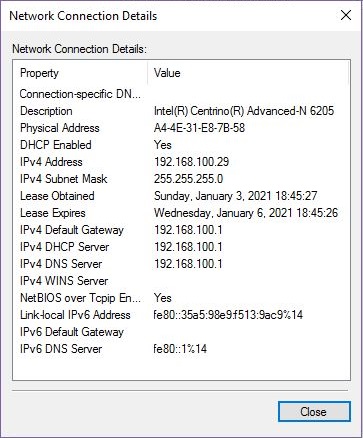 Network Connection Details
Network Connection Details:
Property Value
Connection-specific DN...
Description Intel(R) Centrino(R) Advanced-N 6205
Physical Address A4-4E-31-E8-7B-58
DHCP Enabled Yes
IPv4 Address 192.168.100.29
IPv4 Subnet Mask 255.255.255.0
Lease Obtained Sunday, January 3, 2021 18:45:27
Lease Expires Wednesday, January 6, 2021 18:45:26
IPv4 Default Gateway 192.168.100.1
IPv4 DHCP Server 192.168.100.1
IPv4 DNS Server 192.168.100.1
IPv4 WINS Server
NetBIOS over Tcpip En... Yes
Link-local IPv6 Address fe80::35a5:98e9:f513:9ac9%14
IPv6 Default Gateway
IPv6 DNS Server fe80::1%14
Close